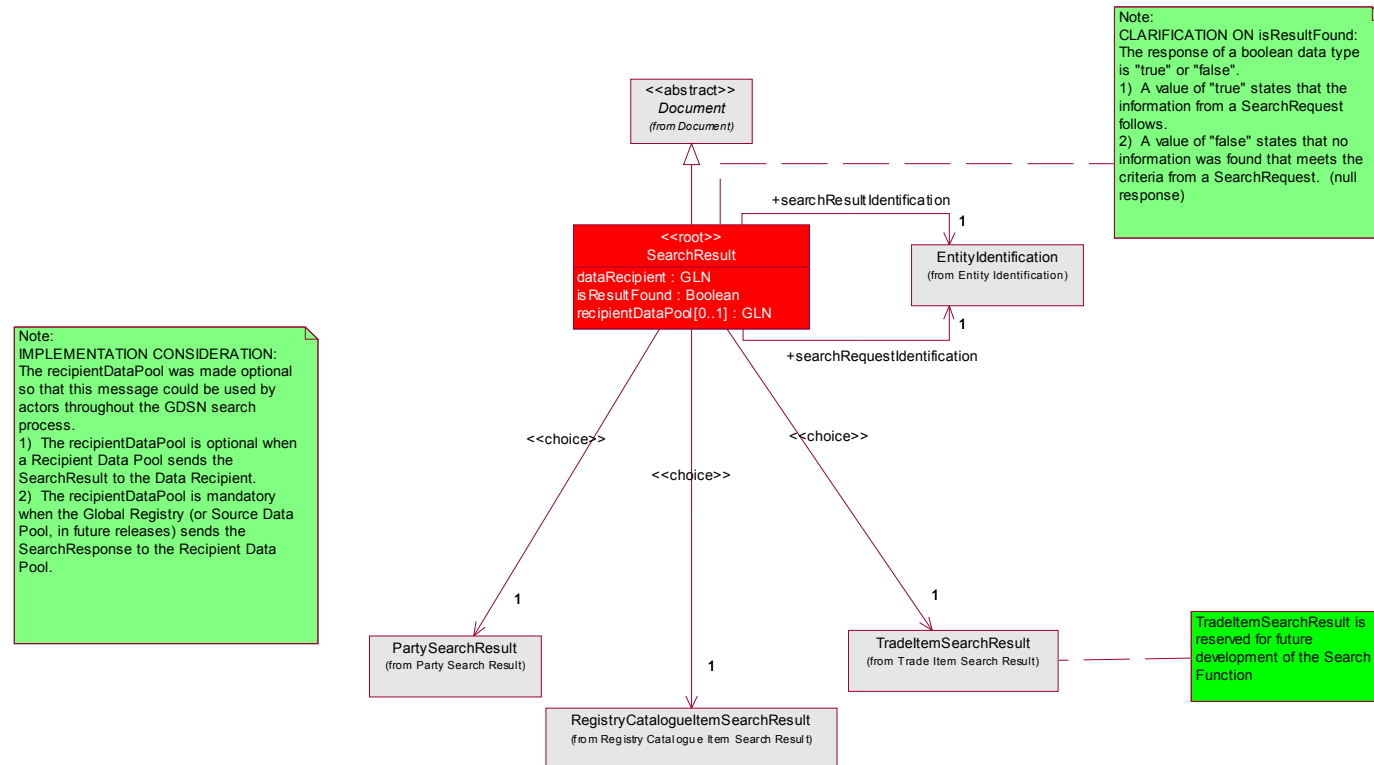 Note:
CLARIFICATION ON isResultFound:
The response of a boolean data type
is "true" or "false".
1) A value of "true" states that the
information from a SearchRequest
follows.
2) A value of "false" states that no
information was found that meets the
criteria from a SearchRequest. (null
response)
<<abstract>>
Document
(from Document)
+searchResultIdentification
1
<<root>>
SearchResult
dataRecipient : GLN
isResultFound : Boolean
recipientDataPool[0..1] : GLN
EntityIdentification
(from Entity Identification)
1
+searchRequestIdentification
Note:
IMPLEMENTATION CONSIDERATION:
The recipientDataPool was made optional
so that this message could be used by
actors throughout the GDSN search
process.
1) The recipientDataPool is optional when
a Recipient Data Pool sends the
SearchResult to the Data Recipient.
2) The recipientDataPool is mandatory
when the Global Registry (or Source Data
Pool, in future releases) sends the
SearchResponse to the Recipient Data
Pool.
<<choice>>
<<choice>>
<<choice>>
1
1
1
PartySearchResult
(from Party Search Result)
TradeItemSearchResult
(from Trade Item Search Result)
TradeItemSearchResult is
reserved for future
development of the Search
Function
RegistryCatalogueItemSearchResult
(from Registry Catalogue Item Search Result)